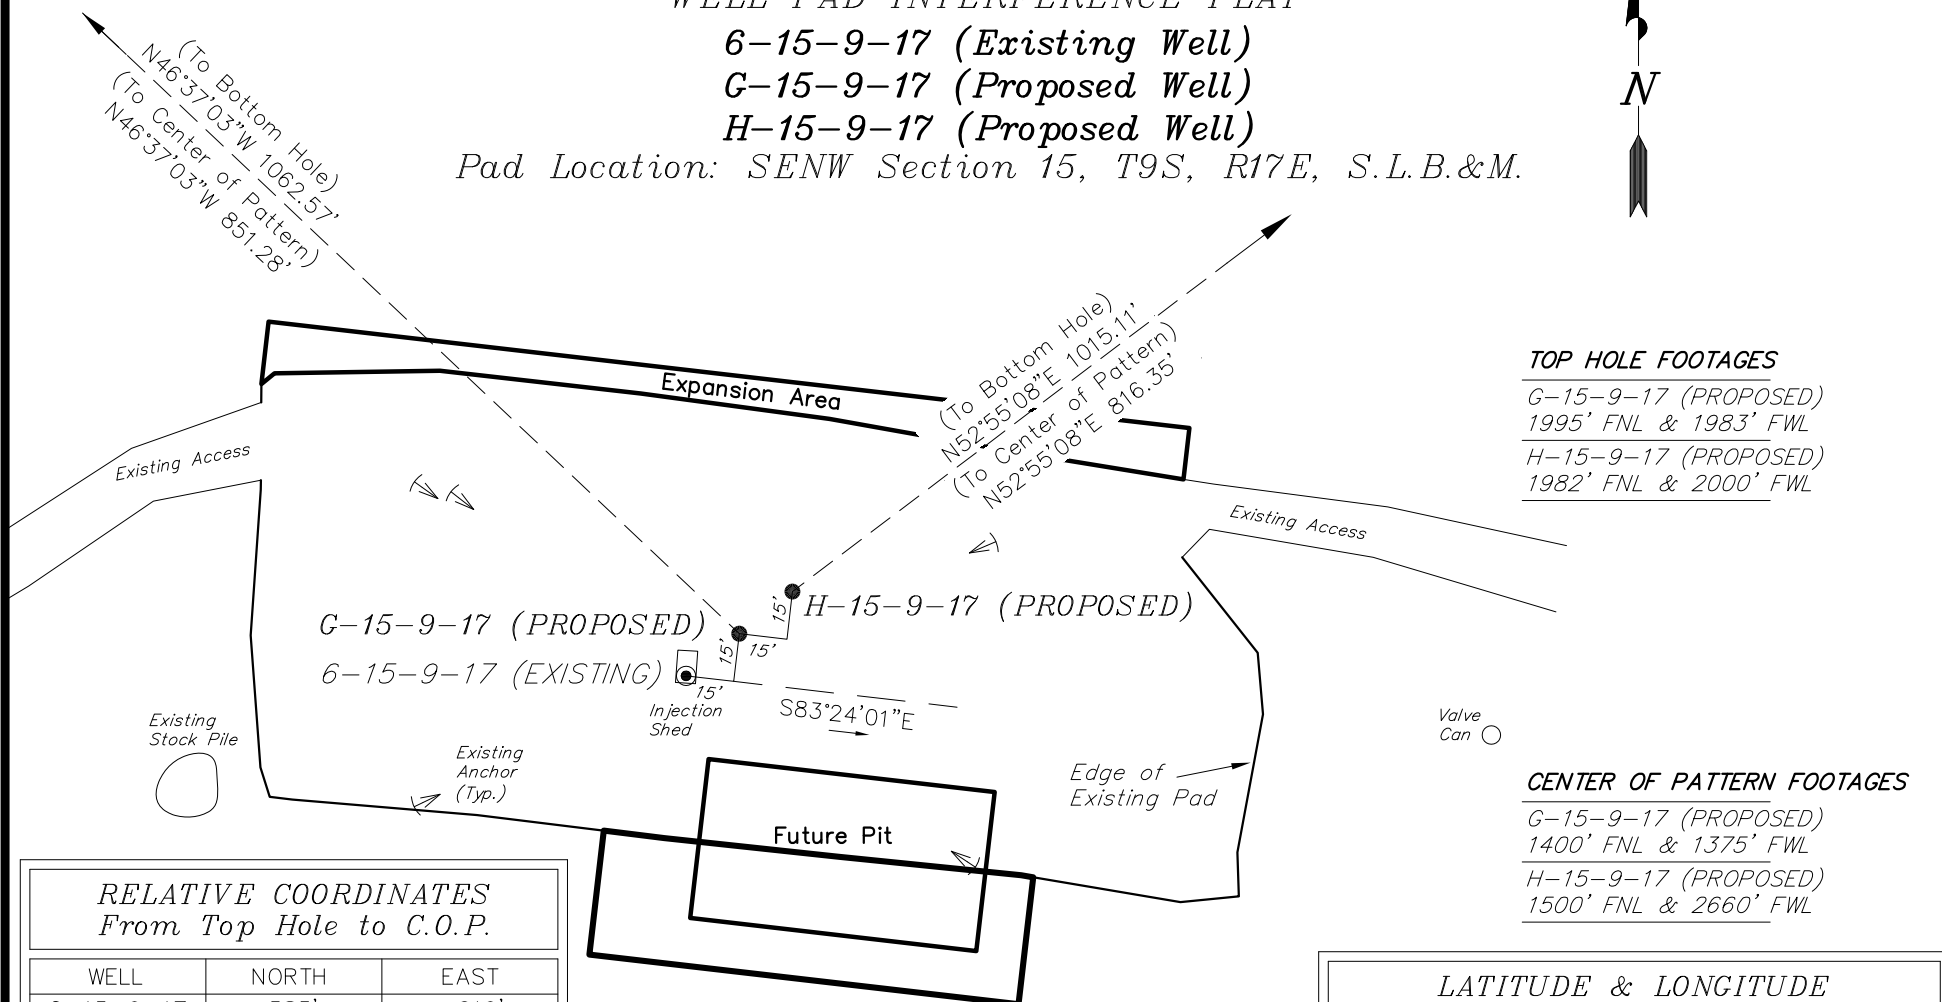 WELL PAD INTERFERENCE PLAT
6-15-9-17 (Existing Well)
G-15-9-17 (Proposed Well)
H-15-9-17 (Proposed Well)
Pad Location: SENW Section 15, T9S, R17E, S.L.B.&M.
N
(To Bottom Hole)
N46°37'03"W 1062.57'
(To Center of Pattern)
N46°37'03"W 851.28'
(To Bottom Hole)
N52°55'08"E 1015.11'
(To Center of Pattern)
N52°55'08"E 816.35'
TOP HOLE FOOTAGES
G-15-9-17 (PROPOSED)
1995' FNL & 1983' FWL
H-15-9-17 (PROPOSED)
1982' FNL & 2000' FWL
Expansion Area
Existing Access
Existing Access
H-15-9-17 (PROPOSED)
15'
G-15-9-17 (PROPOSED)
15'
15'
6-15-9-17 (EXISTING)
15'
Injection
Shed
S83°24'01"E
Existing
Stock Pile
Existing
Anchor
(Typ.)
Edge of
Existing Pad
Valve
Can
Future Pit
CENTER OF PATTERN FOOTAGES
G-15-9-17 (PROPOSED)
1400' FNL & 1375' FWL
H-15-9-17 (PROPOSED)
1500' FNL & 2660' FWL
RELATIVE COORDINATES
From Top Hole to C.O.P.
WELL NORTH EAST
LATITUDE & LONGITUDE